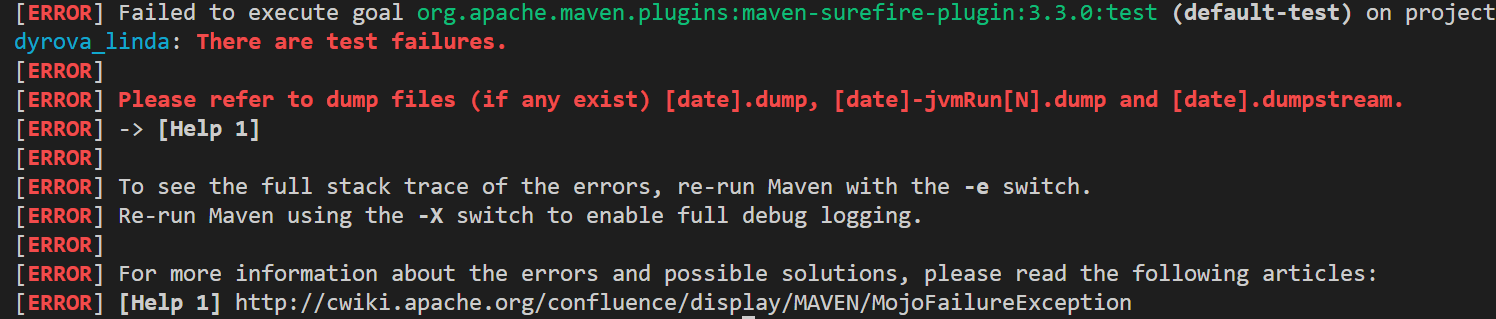 [ERROR] Failed to execute goal org.apache.maven.plugins:maven-surefire-plugin:3.3.0:test (default-test) on project
dyrova_linda: There are test failures.
[ERROR]
[ERROR] Please refer to dump files (if any exist) [date].dump, [date]-jvmRun[N].dump and [date].dumpstream.
[ERROR] -> [Help 1]
[ERROR]
[ERROR] To see the full stack trace of the errors, re-run Maven with the -e switch.
[ERROR] Re-run Maven using the -X switch to enable full debug logging.
[ERROR]
[ERROR] For more information about the errors and possible solutions, please read the following articles:
[ERROR] [Help 1] http://cwiki.apache.org/confluence/display/MAVEN/MojoFailureException